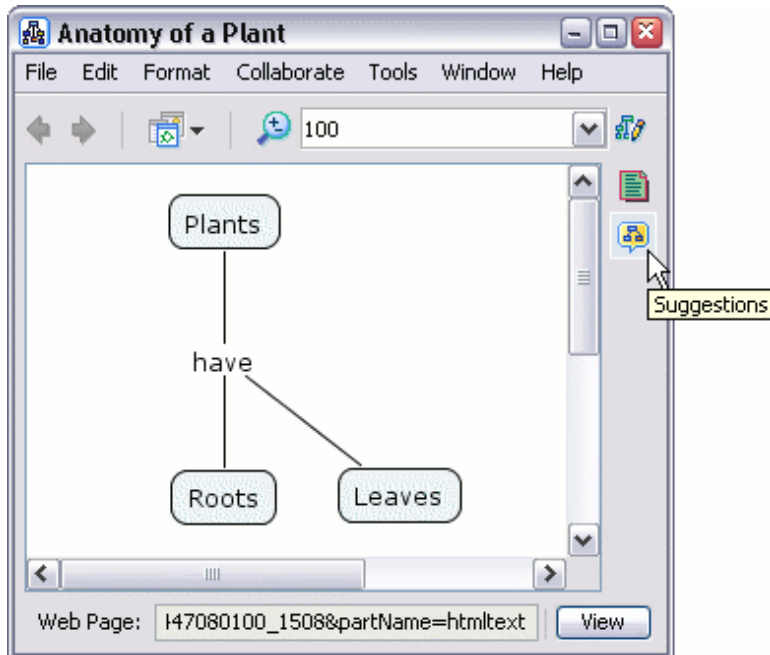 Anatomy of a Plant
File Edit Format Collaborate Tools Window Help
100
Plants
Suggestions
have
Roots Leaves
Web Page: H47080100_1508&partName=htmltext View